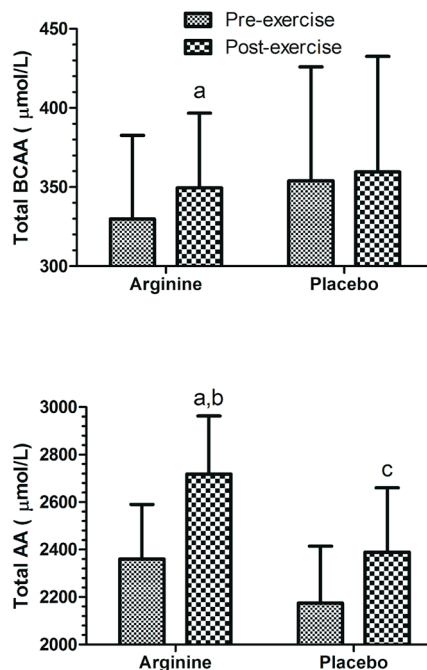 Pre-exercise
Post-exercise
Total BCAA ( μmol/L)
450
400
350
300
a
Arginine
Placebo
Total AA ( μmol/L)
3000
2800
2600
2400
2200
2000
a,b
c
Arginine
Placebo